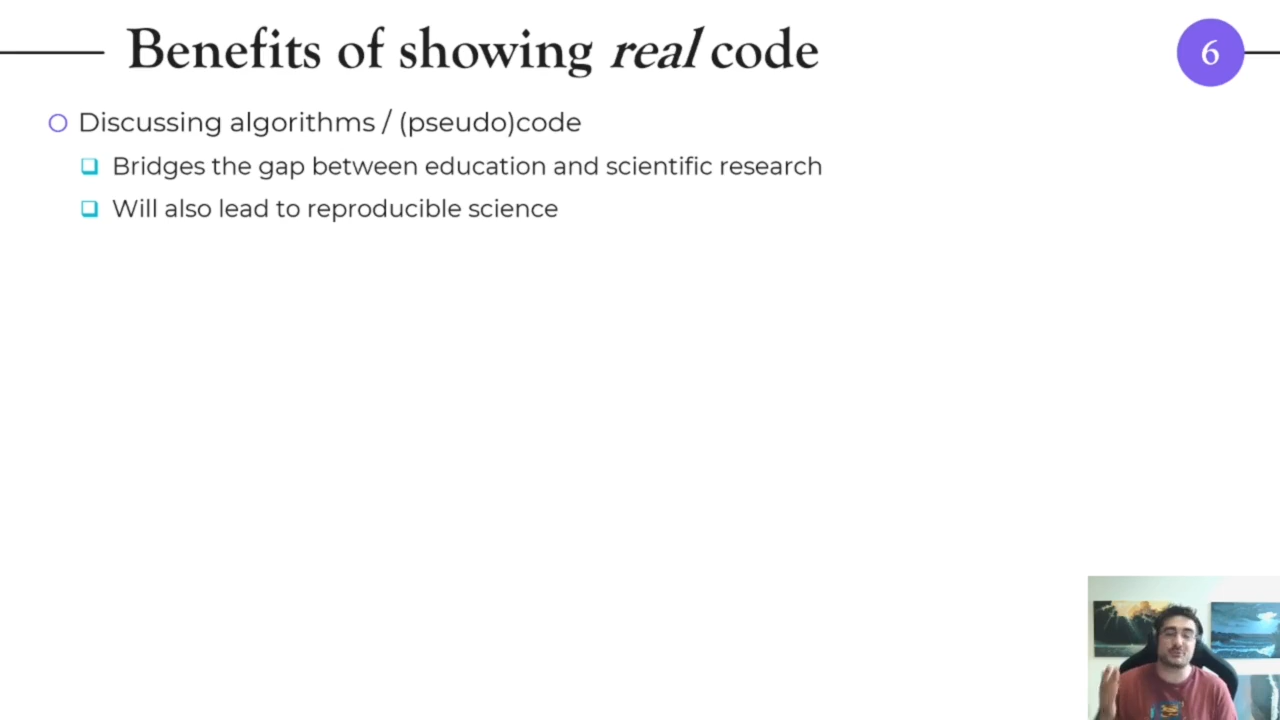 Benefits of showing real code
6
Discussing algorithms / (pseudo)code
Bridges the gap between education and scientific research
Will also lead to reproducible science